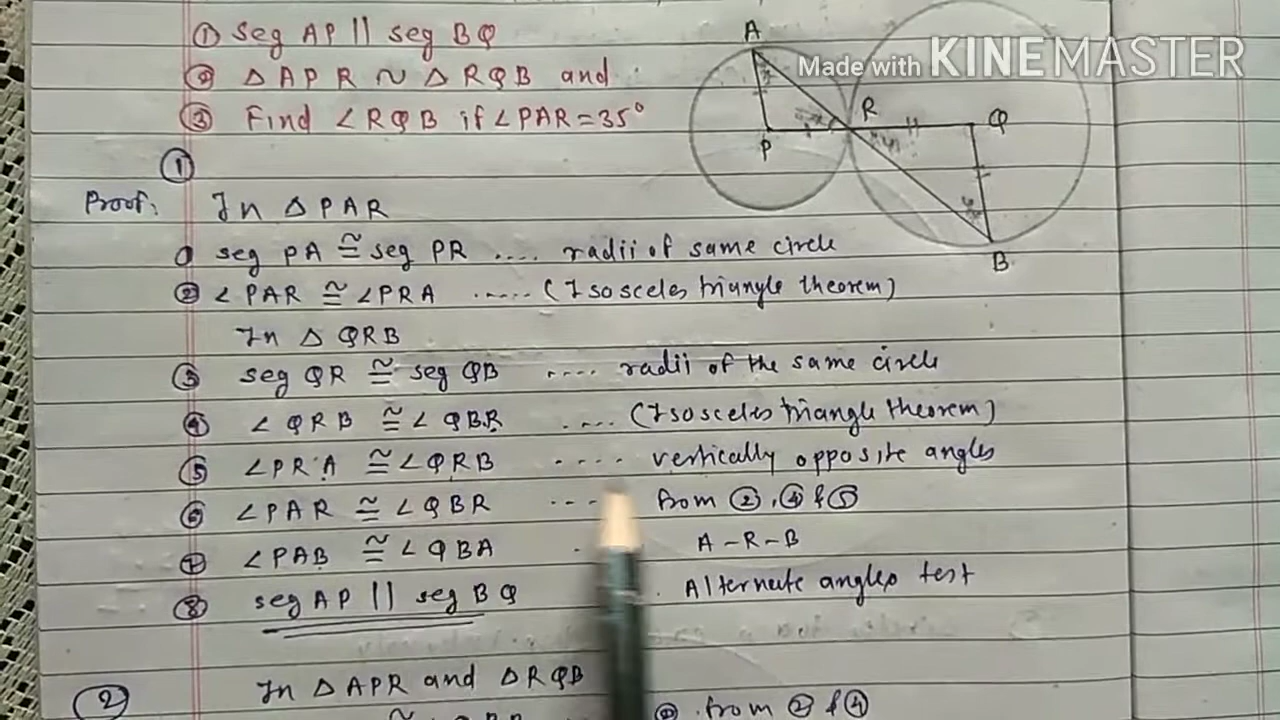 ① seg AP || seg BQ
② △APR ~ △RQB and
③ Find ∠RQB if ∠PAR = 35°
A
Made with KINEMASTER
R
Q
P
B
①
Proof: In △PAR
① seg PA ≅ seg PR .... radii of same circle
② ∠PAR ≅ ∠PRA ..... (Isosceles triangle theorem)
In △QRB
③ seg QR ≅ seg QB .... radii of the same circle
④ ∠QRB ≅ ∠QBR .... (Isosceles triangle theorem)
⑤ ∠PRA ≅ ∠QRB .... vertically opposite angles
⑥ ∠PAR ≅ ∠QBR ... from ②, ④ & ⑤
⑦ ∠PAB ≅ ∠QBA . A-R-B
⑧ seg AP || seg BQ . Alternate angles test
② In △APR and △RQB
from ② & ④